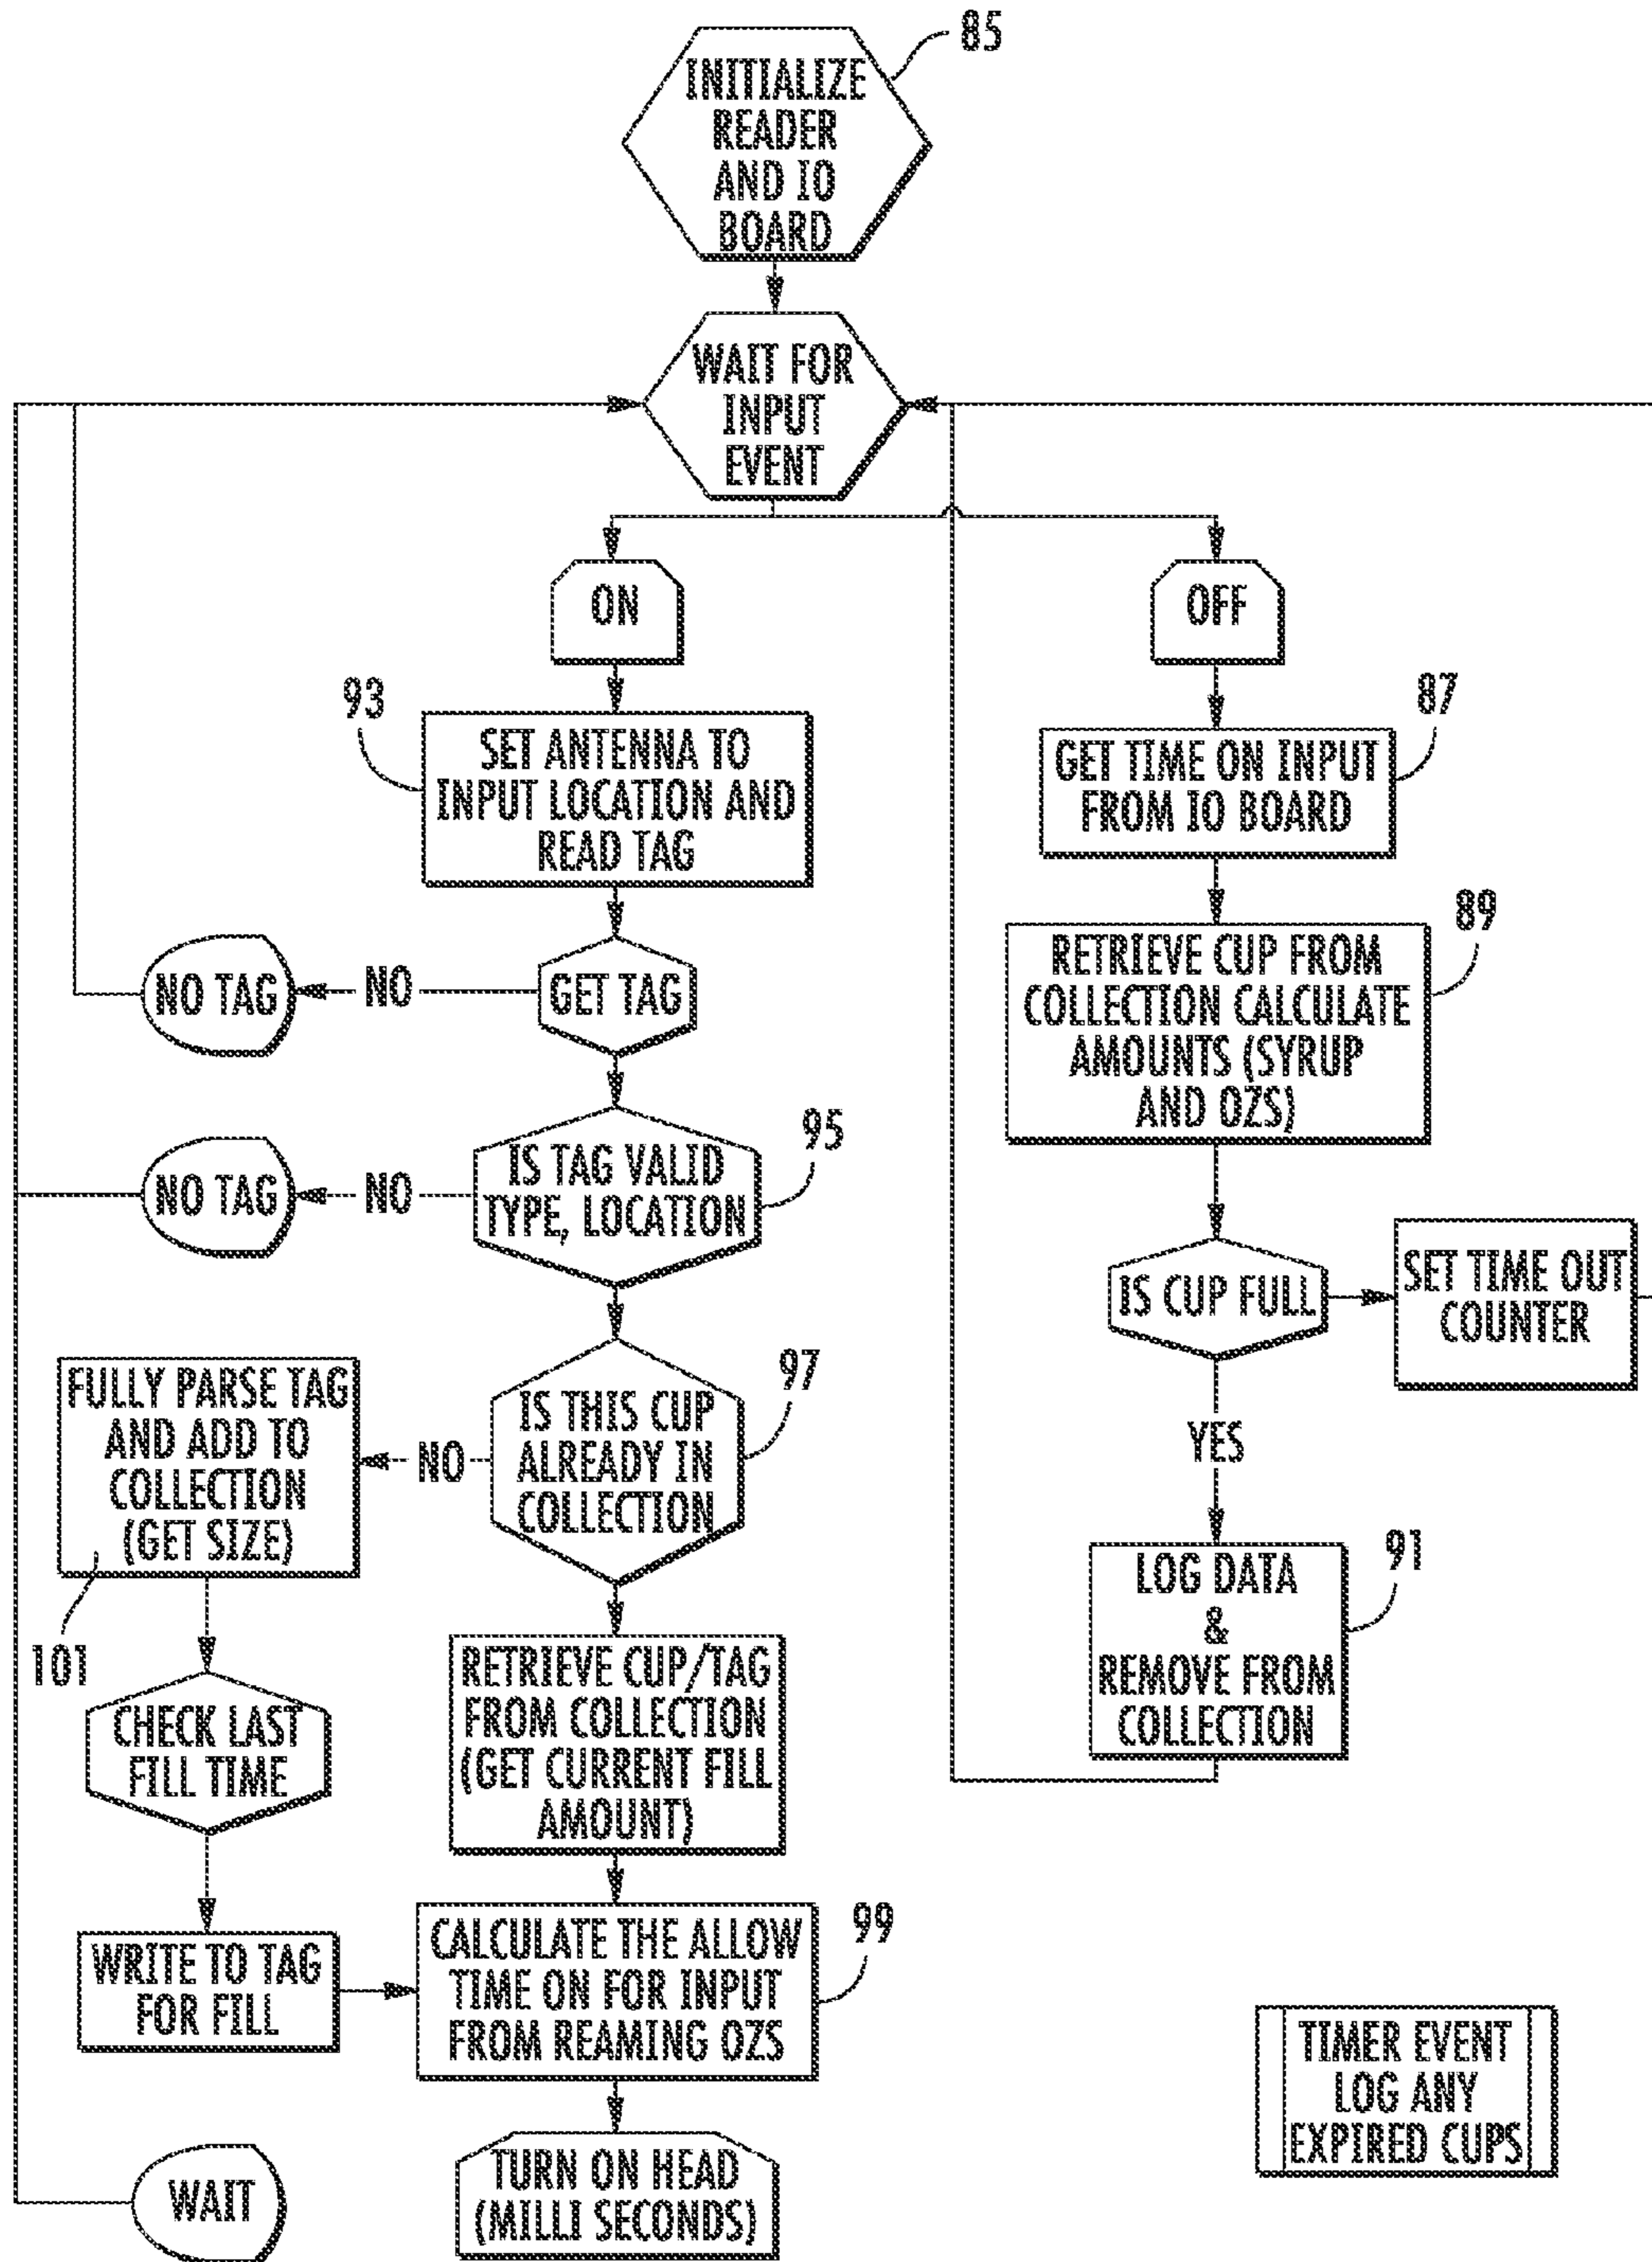 85
INITIALIZE
READER
AND IO
BOARD
WAIT FOR
INPUT
EVENT
ON
OFF
93
SET ANTENNA TO
INPUT LOCATION AND
READ TAG
87
GET TIME ON INPUT
FROM IO BOARD
NO TAG
NO
GET TAG
89
RETRIEVE CUP FROM
COLLECTION CALCULATE
AMOUNTS (SYRUP
AND OZS)
NO TAG
NO
95
IS TAG VALID
TYPE, LOCATION
IS CUP FULL
SET TIME OUT
COUNTER
YES
FULLY PARSE TAG
AND ADD TO
COLLECTION
(GET SIZE)
101
NO
97
IS THIS CUP
ALREADY IN
COLLECTION
91
LOG DATA
&
REMOVE FROM
COLLECTION
CHECK LAST
FILL TIME
RETRIEVE CUP/TAG
FROM COLLECTION
(GET CURRENT FILL
AMOUNT)
WRITE TO TAG
FOR FILL
99
CALCULATE THE ALLOW
TIME ON FOR INPUT
FROM REAMING OZS
WAIT
TURN ON HEAD
(MILLI SECONDS)
TIMER EVENT
LOG ANY
EXPIRED CUPS